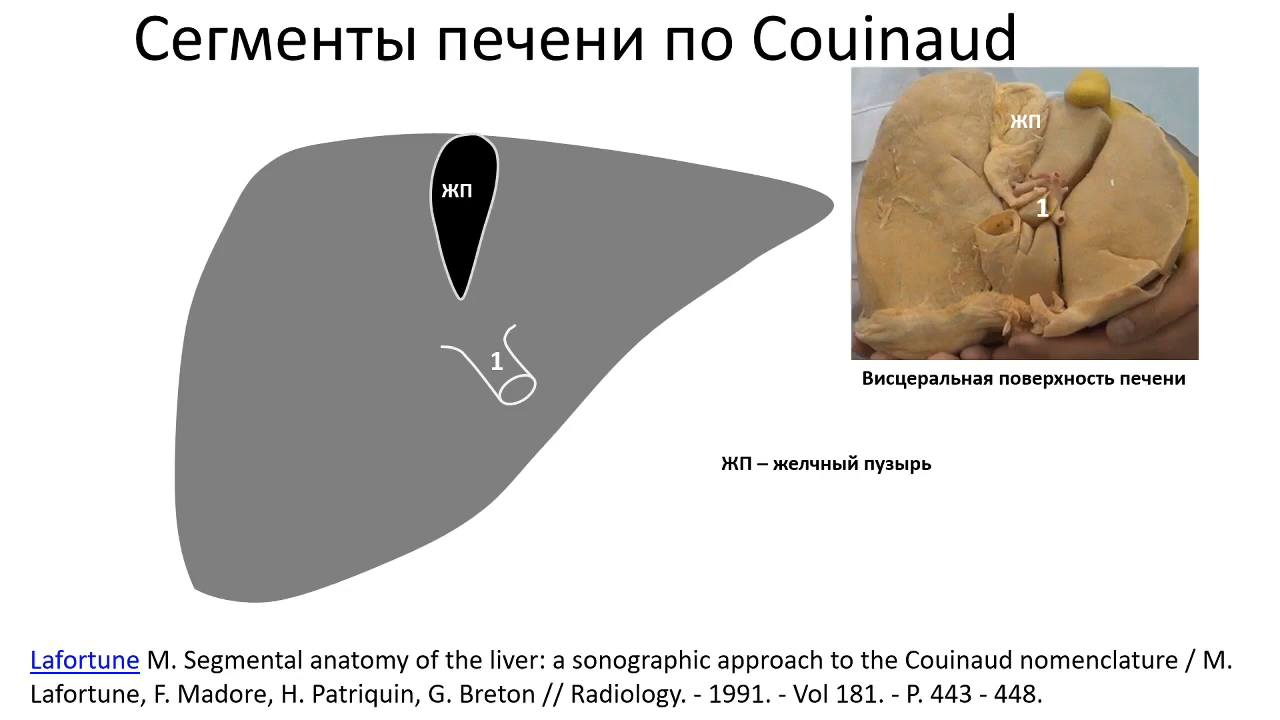 Сегменты печени по Couinaud
ЖП
ЖП
1
1
Висцеральная поверхность печени
ЖП – желчный пузырь
Lafortune M. Segmental anatomy of the liver: a sonographic approach to the Couinaud nomenclature / M.
Lafortune, F. Madore, H. Patriquin, G. Breton // Radiology. - 1991. - Vol 181. - P. 443 - 448.